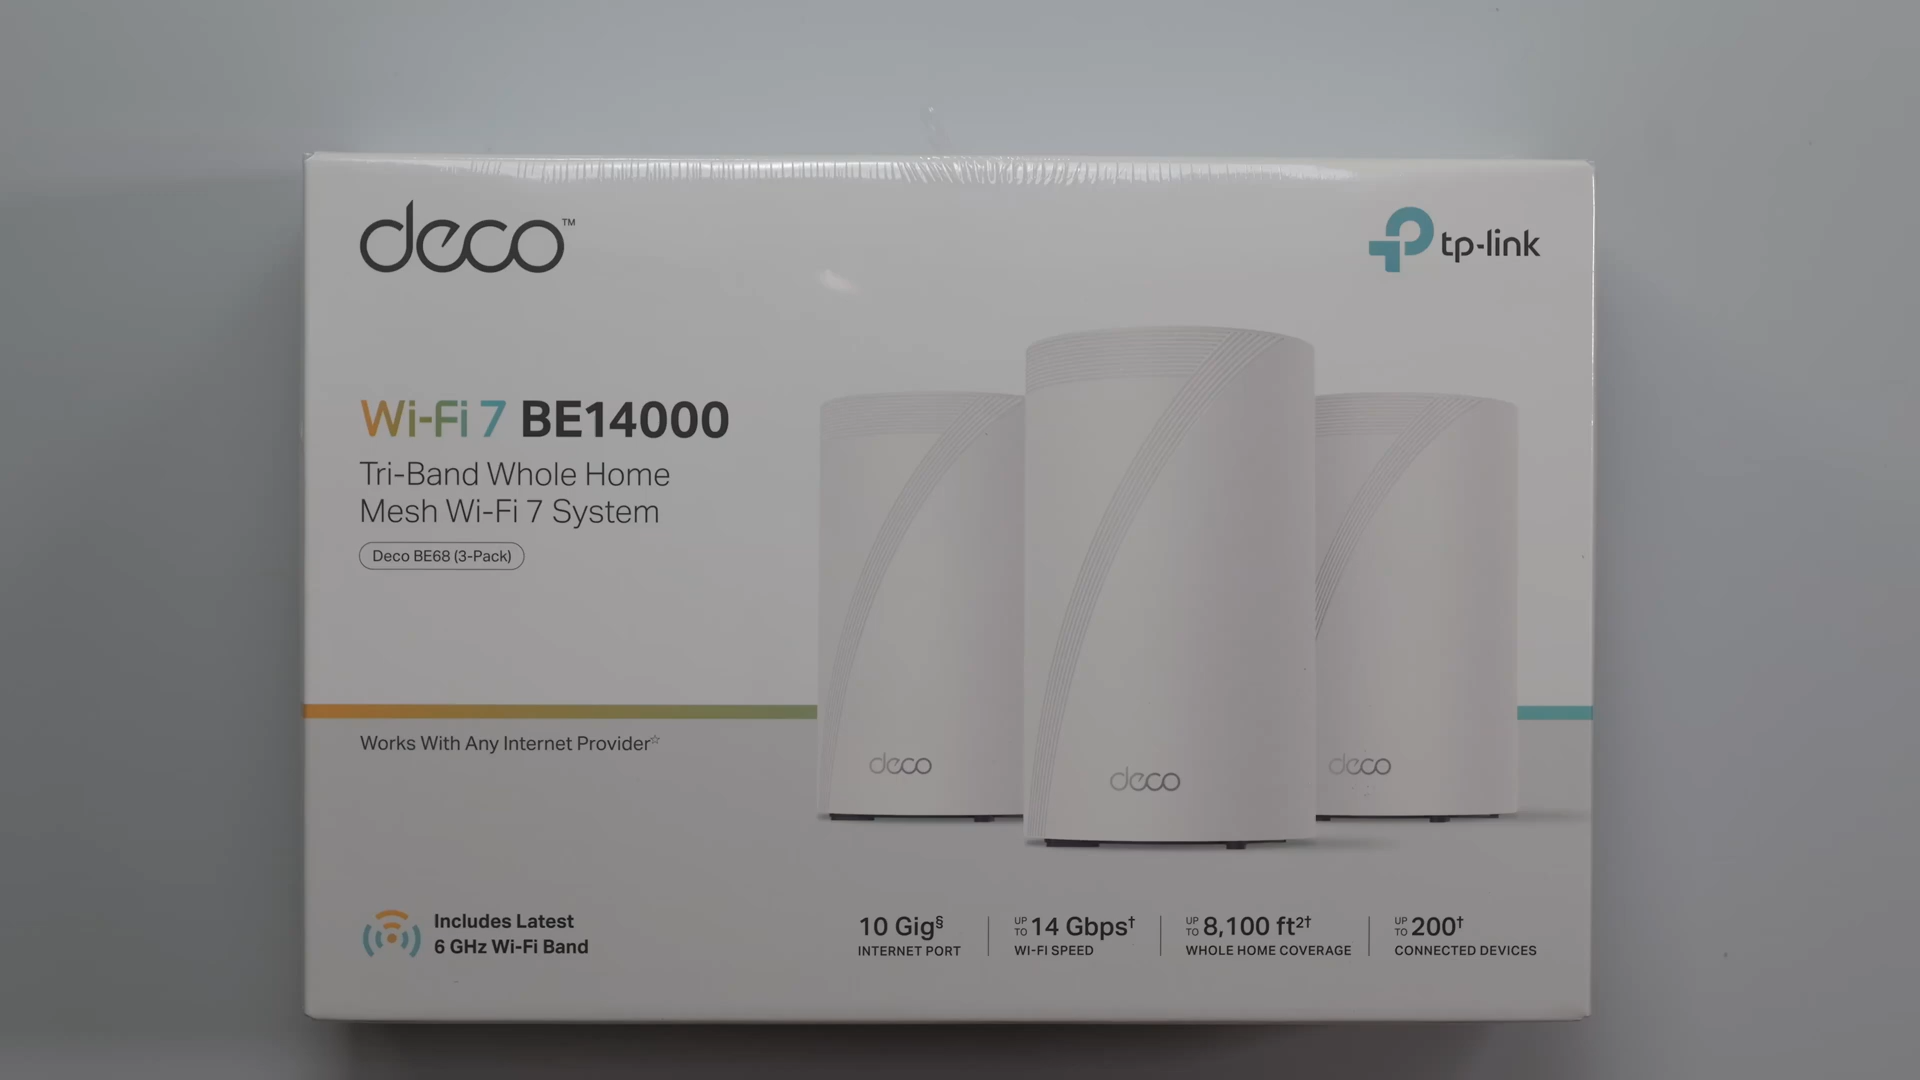 deco™
tp-link
Wi-Fi 7 BE14000
Tri-Band Whole Home
Mesh Wi-Fi 7 System
Deco BE68 (3-Pack)
Works With Any Internet Provider☆
deco
deco
deco
Includes Latest
6 GHz Wi-Fi Band
10 Gig§
INTERNET PORT
UP TO 14 Gbps†
WI-FI SPEED
UP TO 8,100 ft²†
WHOLE HOME COVERAGE
UP TO 200†
CONNECTED DEVICES